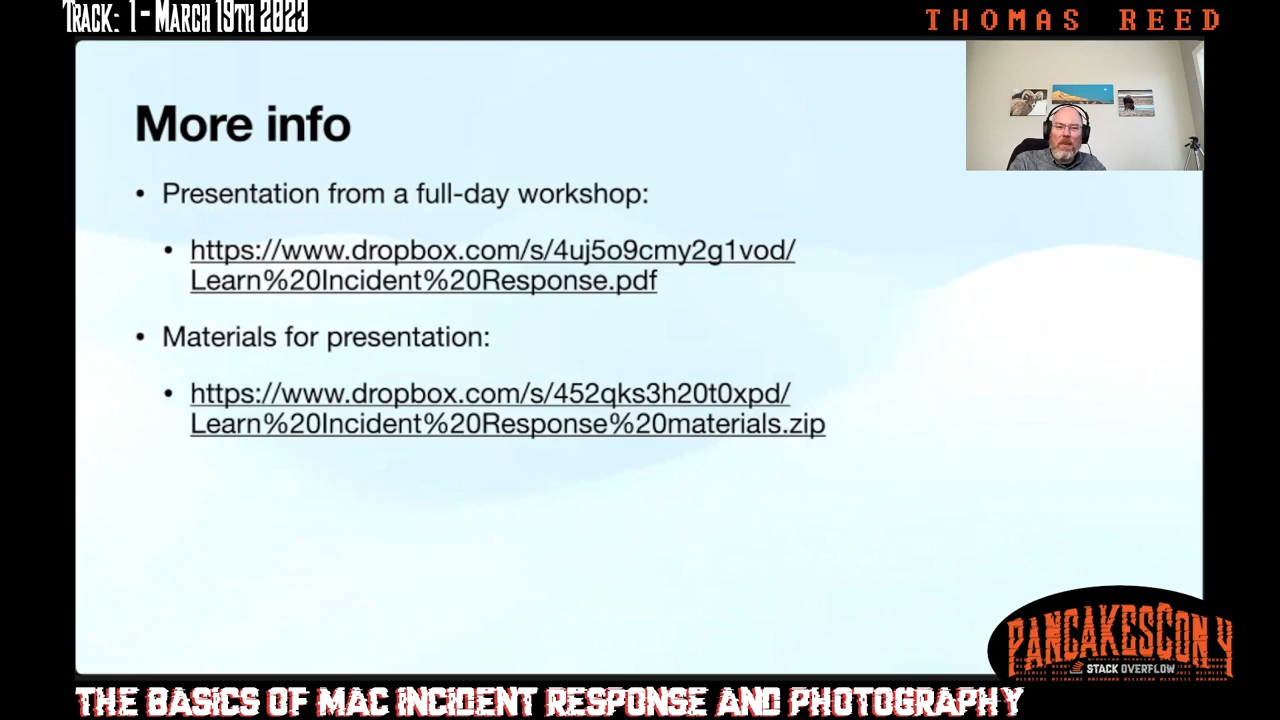 TRACK: 1 - MARCH 19TH 2023
THOMAS REED
More info
• Presentation from a full-day workshop:
• https://www.dropbox.com/s/4uj5o9cmy2g1vod/
Learn%20Incident%20Response.pdf
• Materials for presentation:
• https://www.dropbox.com/s/452qks3h20t0xpd/
Learn%20Incident%20Response%20materials.zip
PANCAKESCON 4
STACK OVERFLOW
THE BASICS OF MAC INCIDENT RESPONSE AND PHOTOGRAPHY